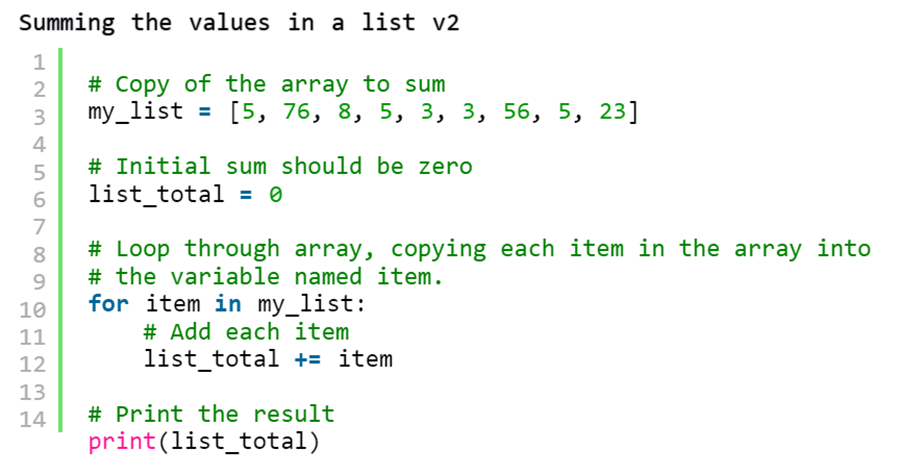 Summing the values in a list v2
1
2 # Copy of the array to sum
3 my_list = [5, 76, 8, 5, 3, 3, 56, 5, 23]
4
5 # Initial sum should be zero
6 list_total = 0
7
8 # Loop through array, copying each item in the array into
9 # the variable named item.
10 for item in my_list:
11     # Add each item
12     list_total += item
13
14 # Print the result
print(list_total)